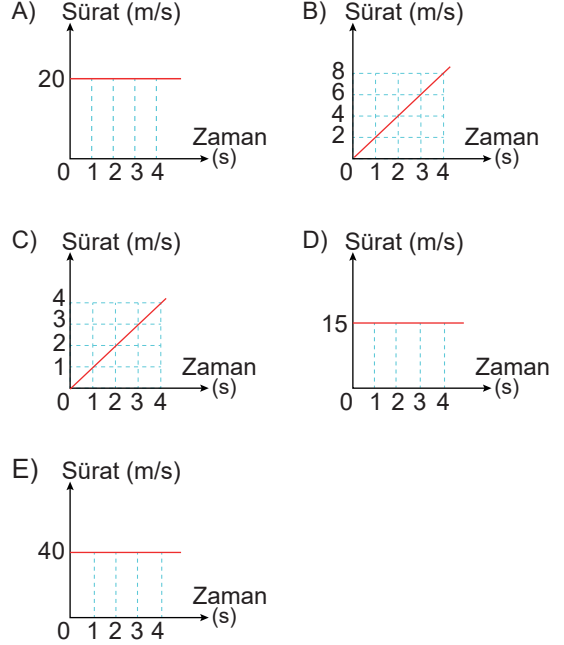 A) Sürat (m/s)
20
Zaman
(s)
0 1 2 3 4
B) Sürat (m/s)
8
6
4
2
Zaman
(s)
0 1 2 3 4
C) Sürat (m/s)
4
3
2
1
Zaman
(s)
0 1 2 3 4
D) Sürat (m/s)
15
Zaman
(s)
0 1 2 3 4
E) Sürat (m/s)
40
Zaman
(s)
0 1 2 3 4